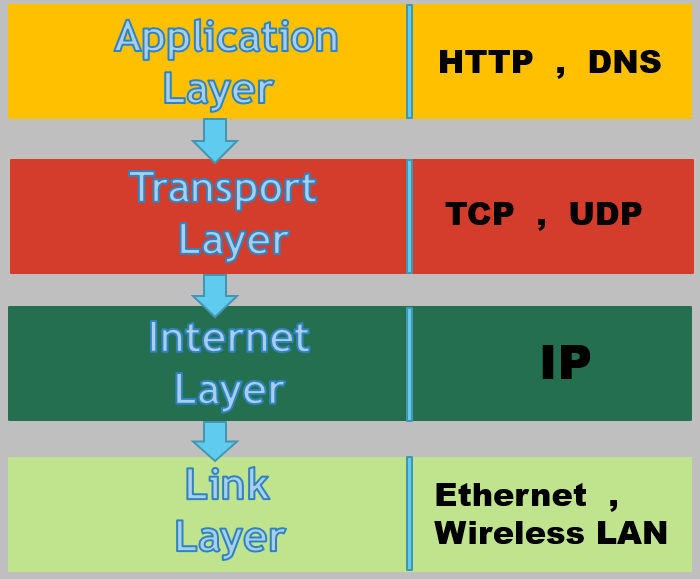 Application
Layer
HTTP , DNS
Transport
Layer
TCP , UDP
Internet
Layer
IP
Link
Layer
Ethernet ,
Wireless LAN